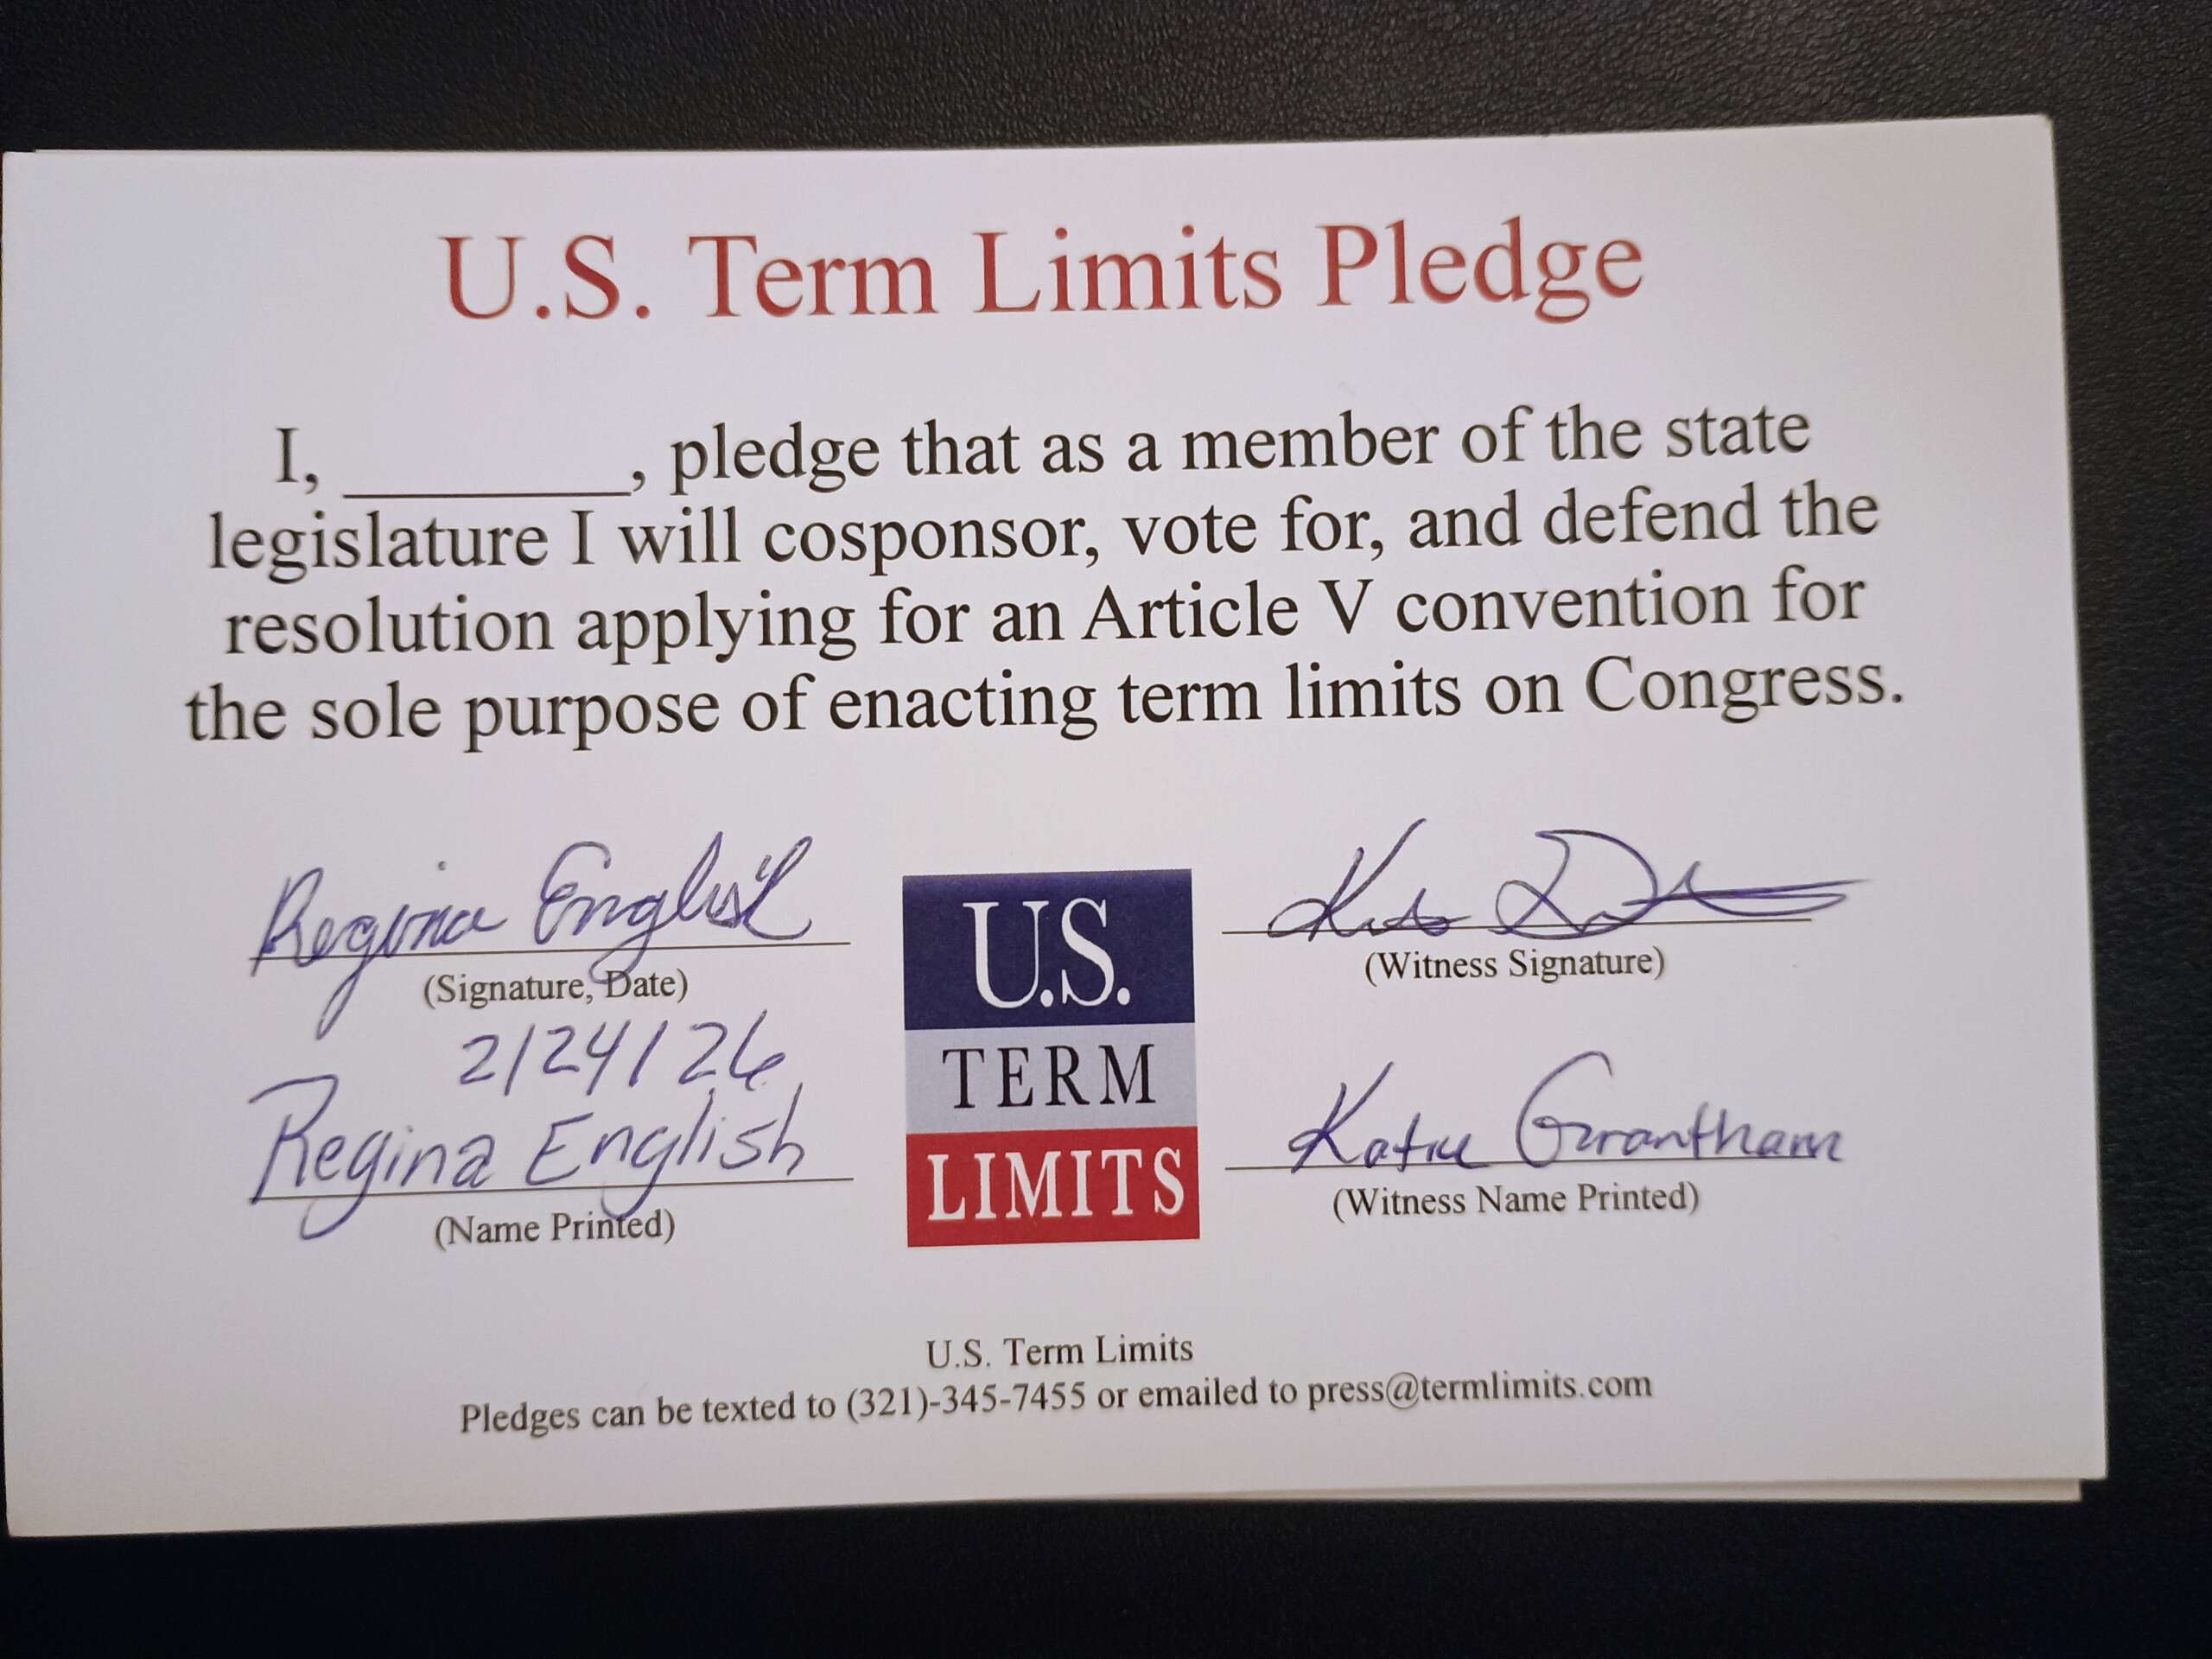 U.S. Term Limits Pledge
I, ________, pledge that as a member of the state
legislature I will cosponsor, vote for, and defend the
resolution applying for an Article V convention for
the sole purpose of enacting term limits on Congress.
Regina English
(Signature, Date)
2/24/26
Regina English
(Name Printed)
U.S.
TERM
LIMITS
(Witness Signature)
Katie Grantham
(Witness Name Printed)
U.S. Term Limits
Pledges can be texted to (321)-345-7455 or emailed to press@termlimits.com